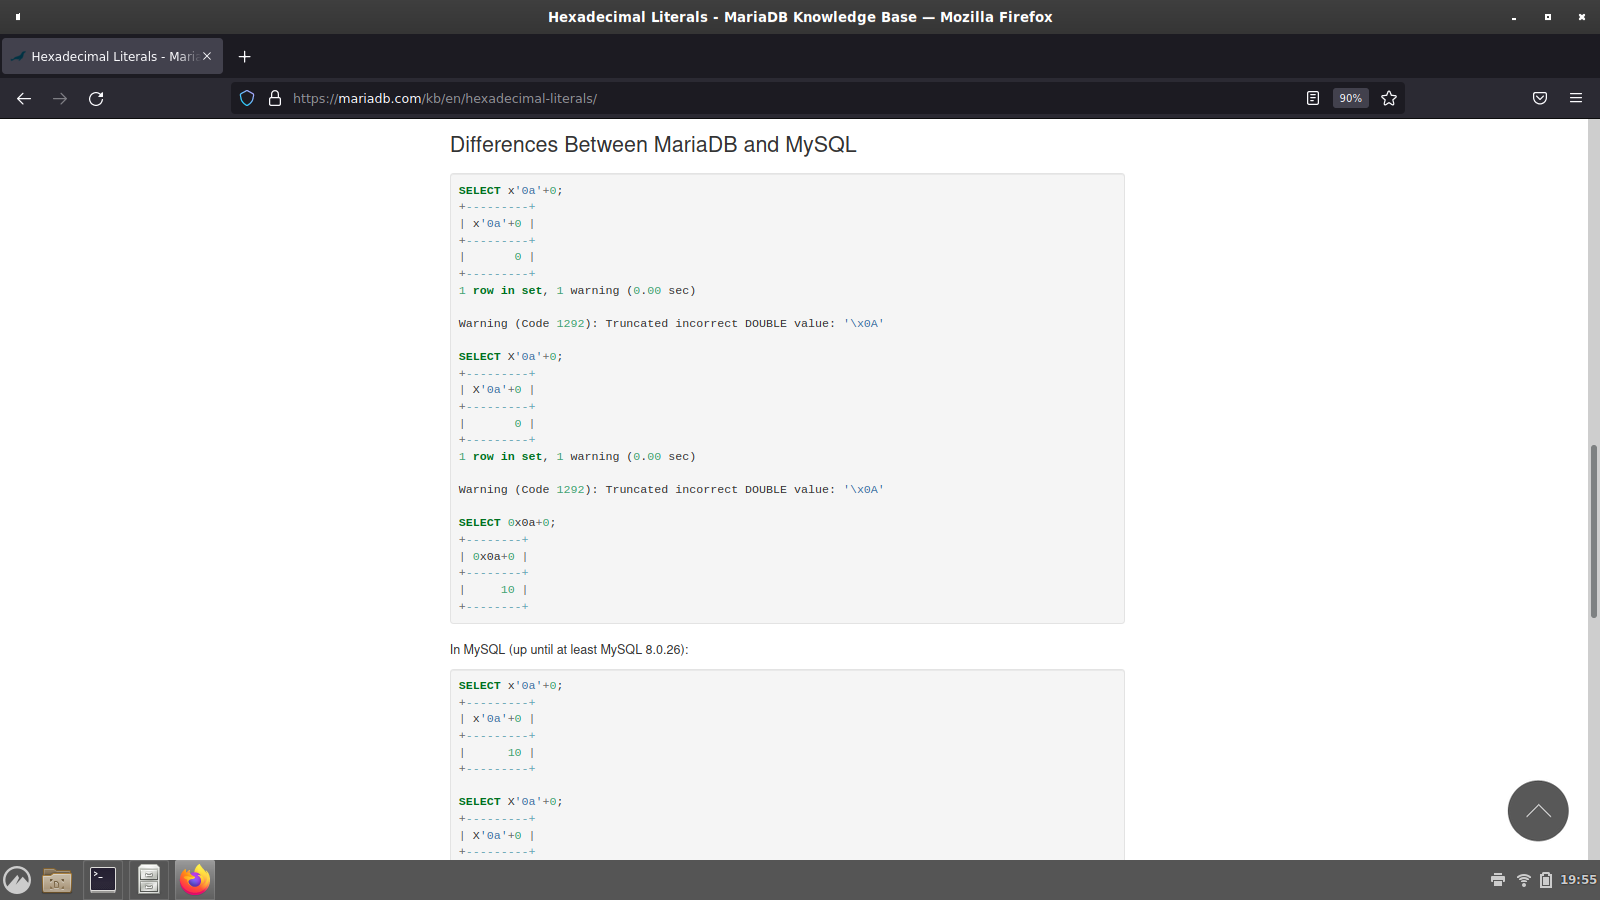 Hexadecimal Literals - MariaDB Knowledge Base — Mozilla Firefox
Hexadecimal Literals - Maria
https://mariadb.com/kb/en/hexadecimal-literals/
90%
Differences Between MariaDB and MySQL
SELECT x'0a'+0;
+---------+
| x'0a'+0 |
+---------+
|       0 |
+---------+
1 row in set, 1 warning (0.00 sec)
Warning (Code 1292): Truncated incorrect DOUBLE value: '\x0A'
SELECT X'0a'+0;
+---------+
| X'0a'+0 |
+---------+
|       0 |
+---------+
1 row in set, 1 warning (0.00 sec)
Warning (Code 1292): Truncated incorrect DOUBLE value: '\x0A'
SELECT 0x0a+0;
+--------+
| 0x0a+0 |
+--------+
|     10 |
+--------+
In MySQL (up until at least MySQL 8.0.26):
SELECT x'0a'+0;
+---------+
| x'0a'+0 |
+---------+
|      10 |
+---------+
SELECT X'0a'+0;
+---------+
| X'0a'+0 |
+---------+
19:55